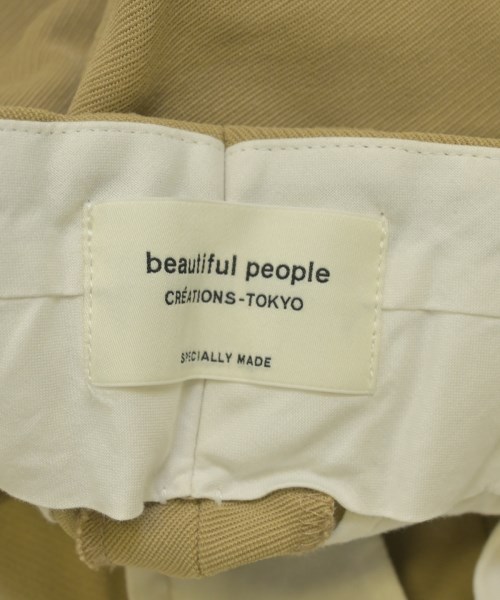 beautiful people
CRÉATIONS-TOKYO
SPECIALLY MADE